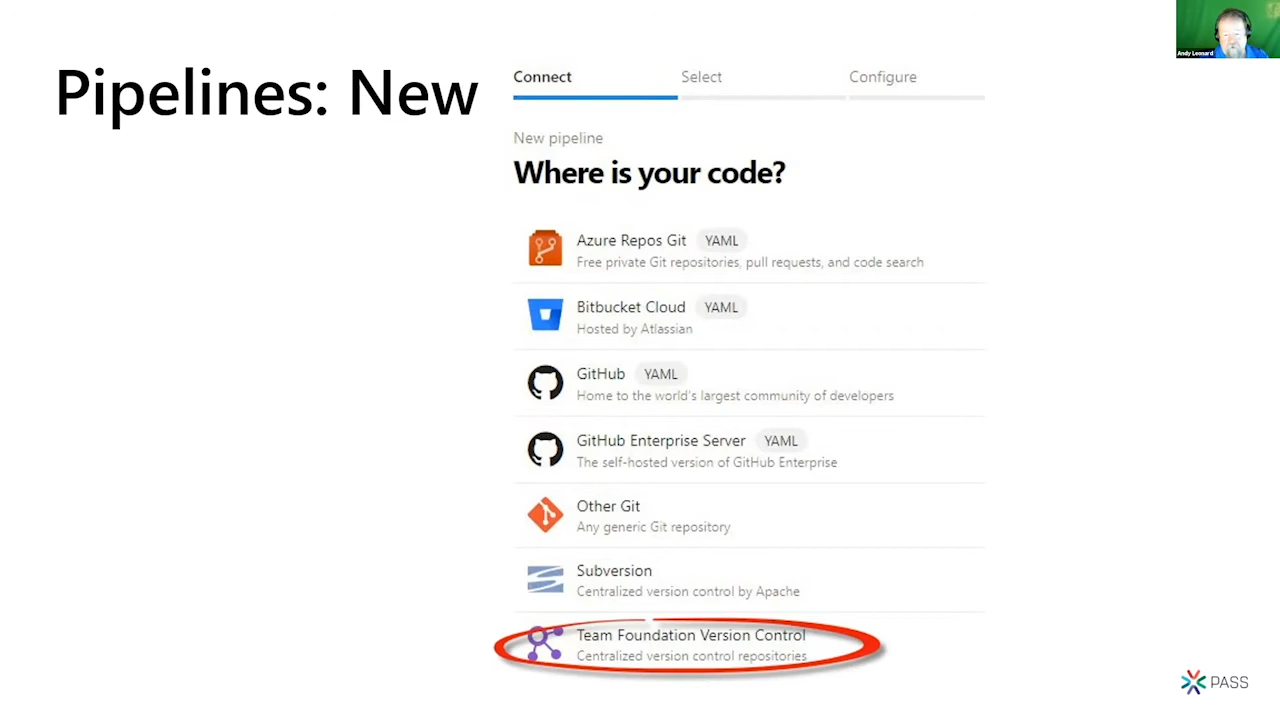 Pipelines: New
Andy Leonard
Connect
Select
Configure
New pipeline
Where is your code?
Azure Repos Git YAML
Free private Git repositories, pull requests, and code search
Bitbucket Cloud YAML
Hosted by Atlassian
GitHub YAML
Home to the world's largest community of developers
GitHub Enterprise Server YAML
The self-hosted version of GitHub Enterprise
Other Git
Any generic Git repository
Subversion
Centralized version control by Apache
Team Foundation Version Control
Centralized version control repositories
PASS